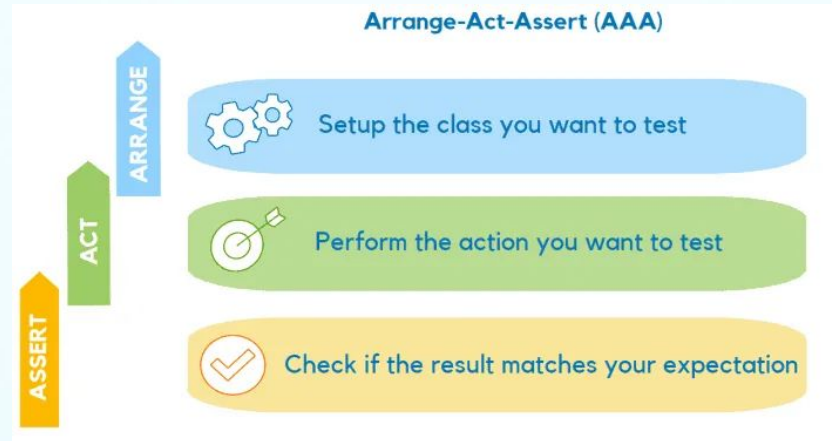 Arrange-Act-Assert (AAA)
ARRANGE
Setup the class you want to test
ACT
Perform the action you want to test
ASSERT
Check if the result matches your expectation